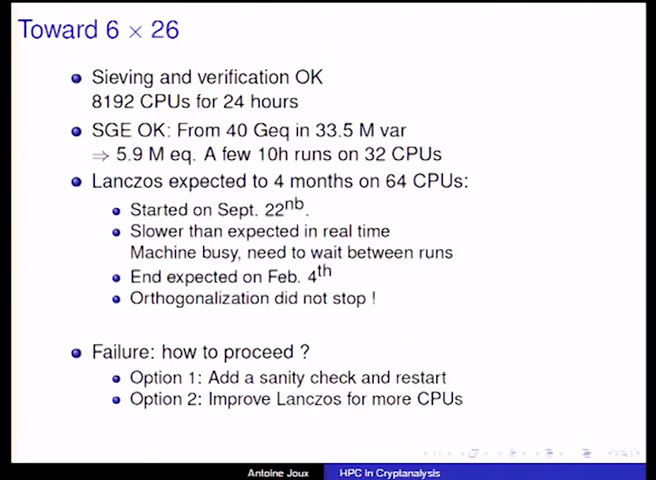 Toward 6 × 26
Sieving and verification OK
8192 CPUs for 24 hours
SGE OK: From 40 Geq in 33.5 M var
⇒ 5.9 M eq. A few 10h runs on 32 CPUs
Lanczos expected to 4 months on 64 CPUs:
Started on Sept. 22nb.
Slower than expected in real time
Machine busy, need to wait between runs
End expected on Feb. 4th
Orthogonalization did not stop !
Failure: how to proceed ?
Option 1: Add a sanity check and restart
Option 2: Improve Lanczos for more CPUs
Antoine Joux HPC in Cryptanalysis